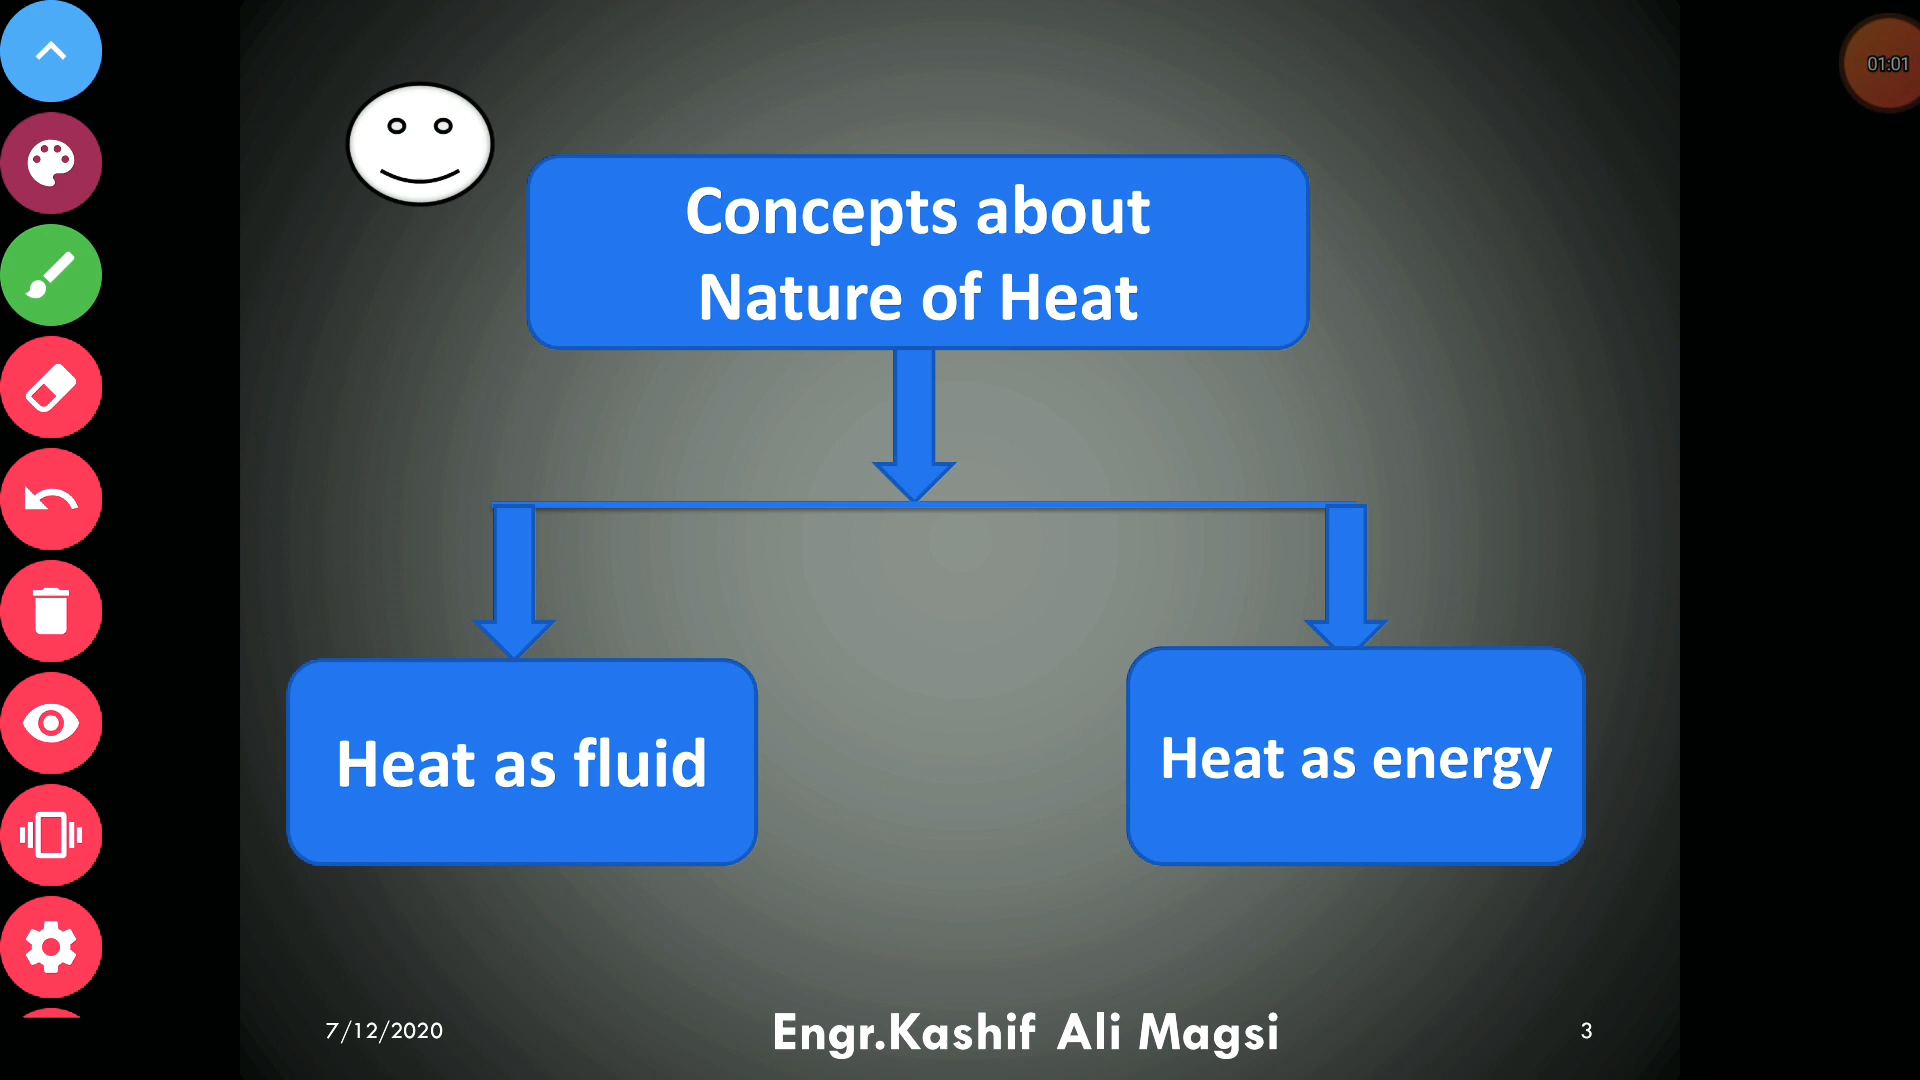 01:01
Concepts about
Nature of Heat
Heat as fluid
Heat as energy
7/12/2020
Engr.Kashif Ali Magsi
3